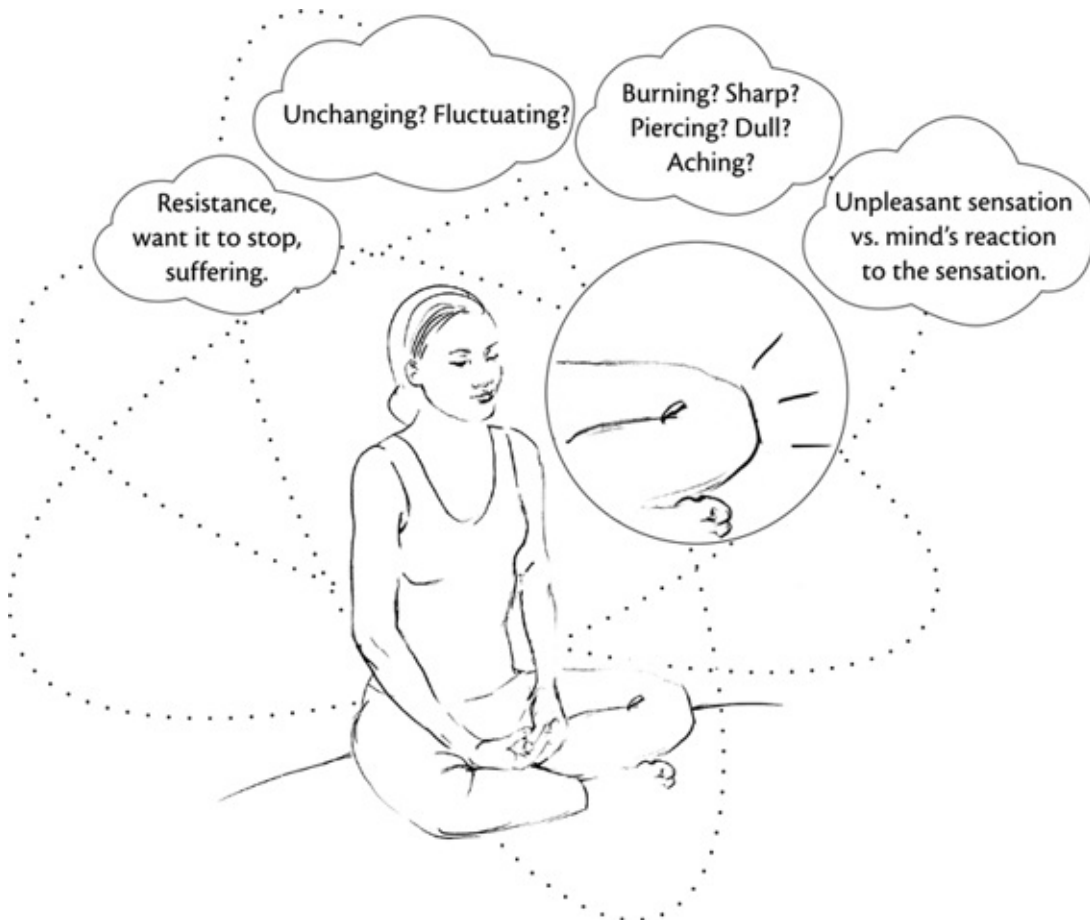 Resistance,
want it to stop,
suffering.
Unchanging? Fluctuating?
Burning? Sharp?
Piercing? Dull?
Aching?
Unpleasant sensation
vs. mind’s reaction
to the sensation.